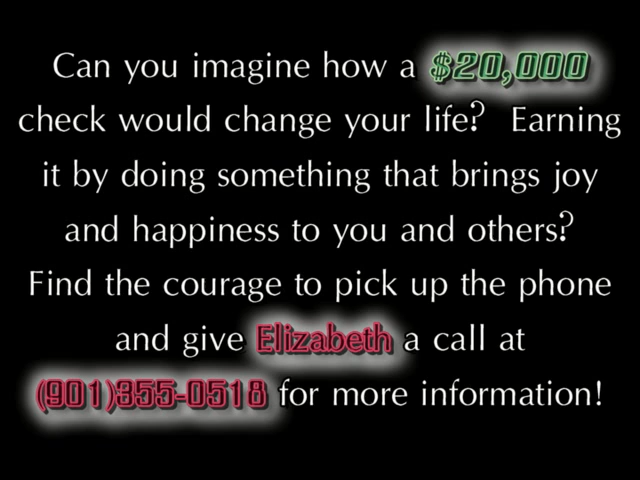 Can you imagine how a $20,000
check would change your life? Earning
it by doing something that brings joy
and happiness to you and others?
Find the courage to pick up the phone
and give Elizabeth a call at
(901)355-0518 for more information!